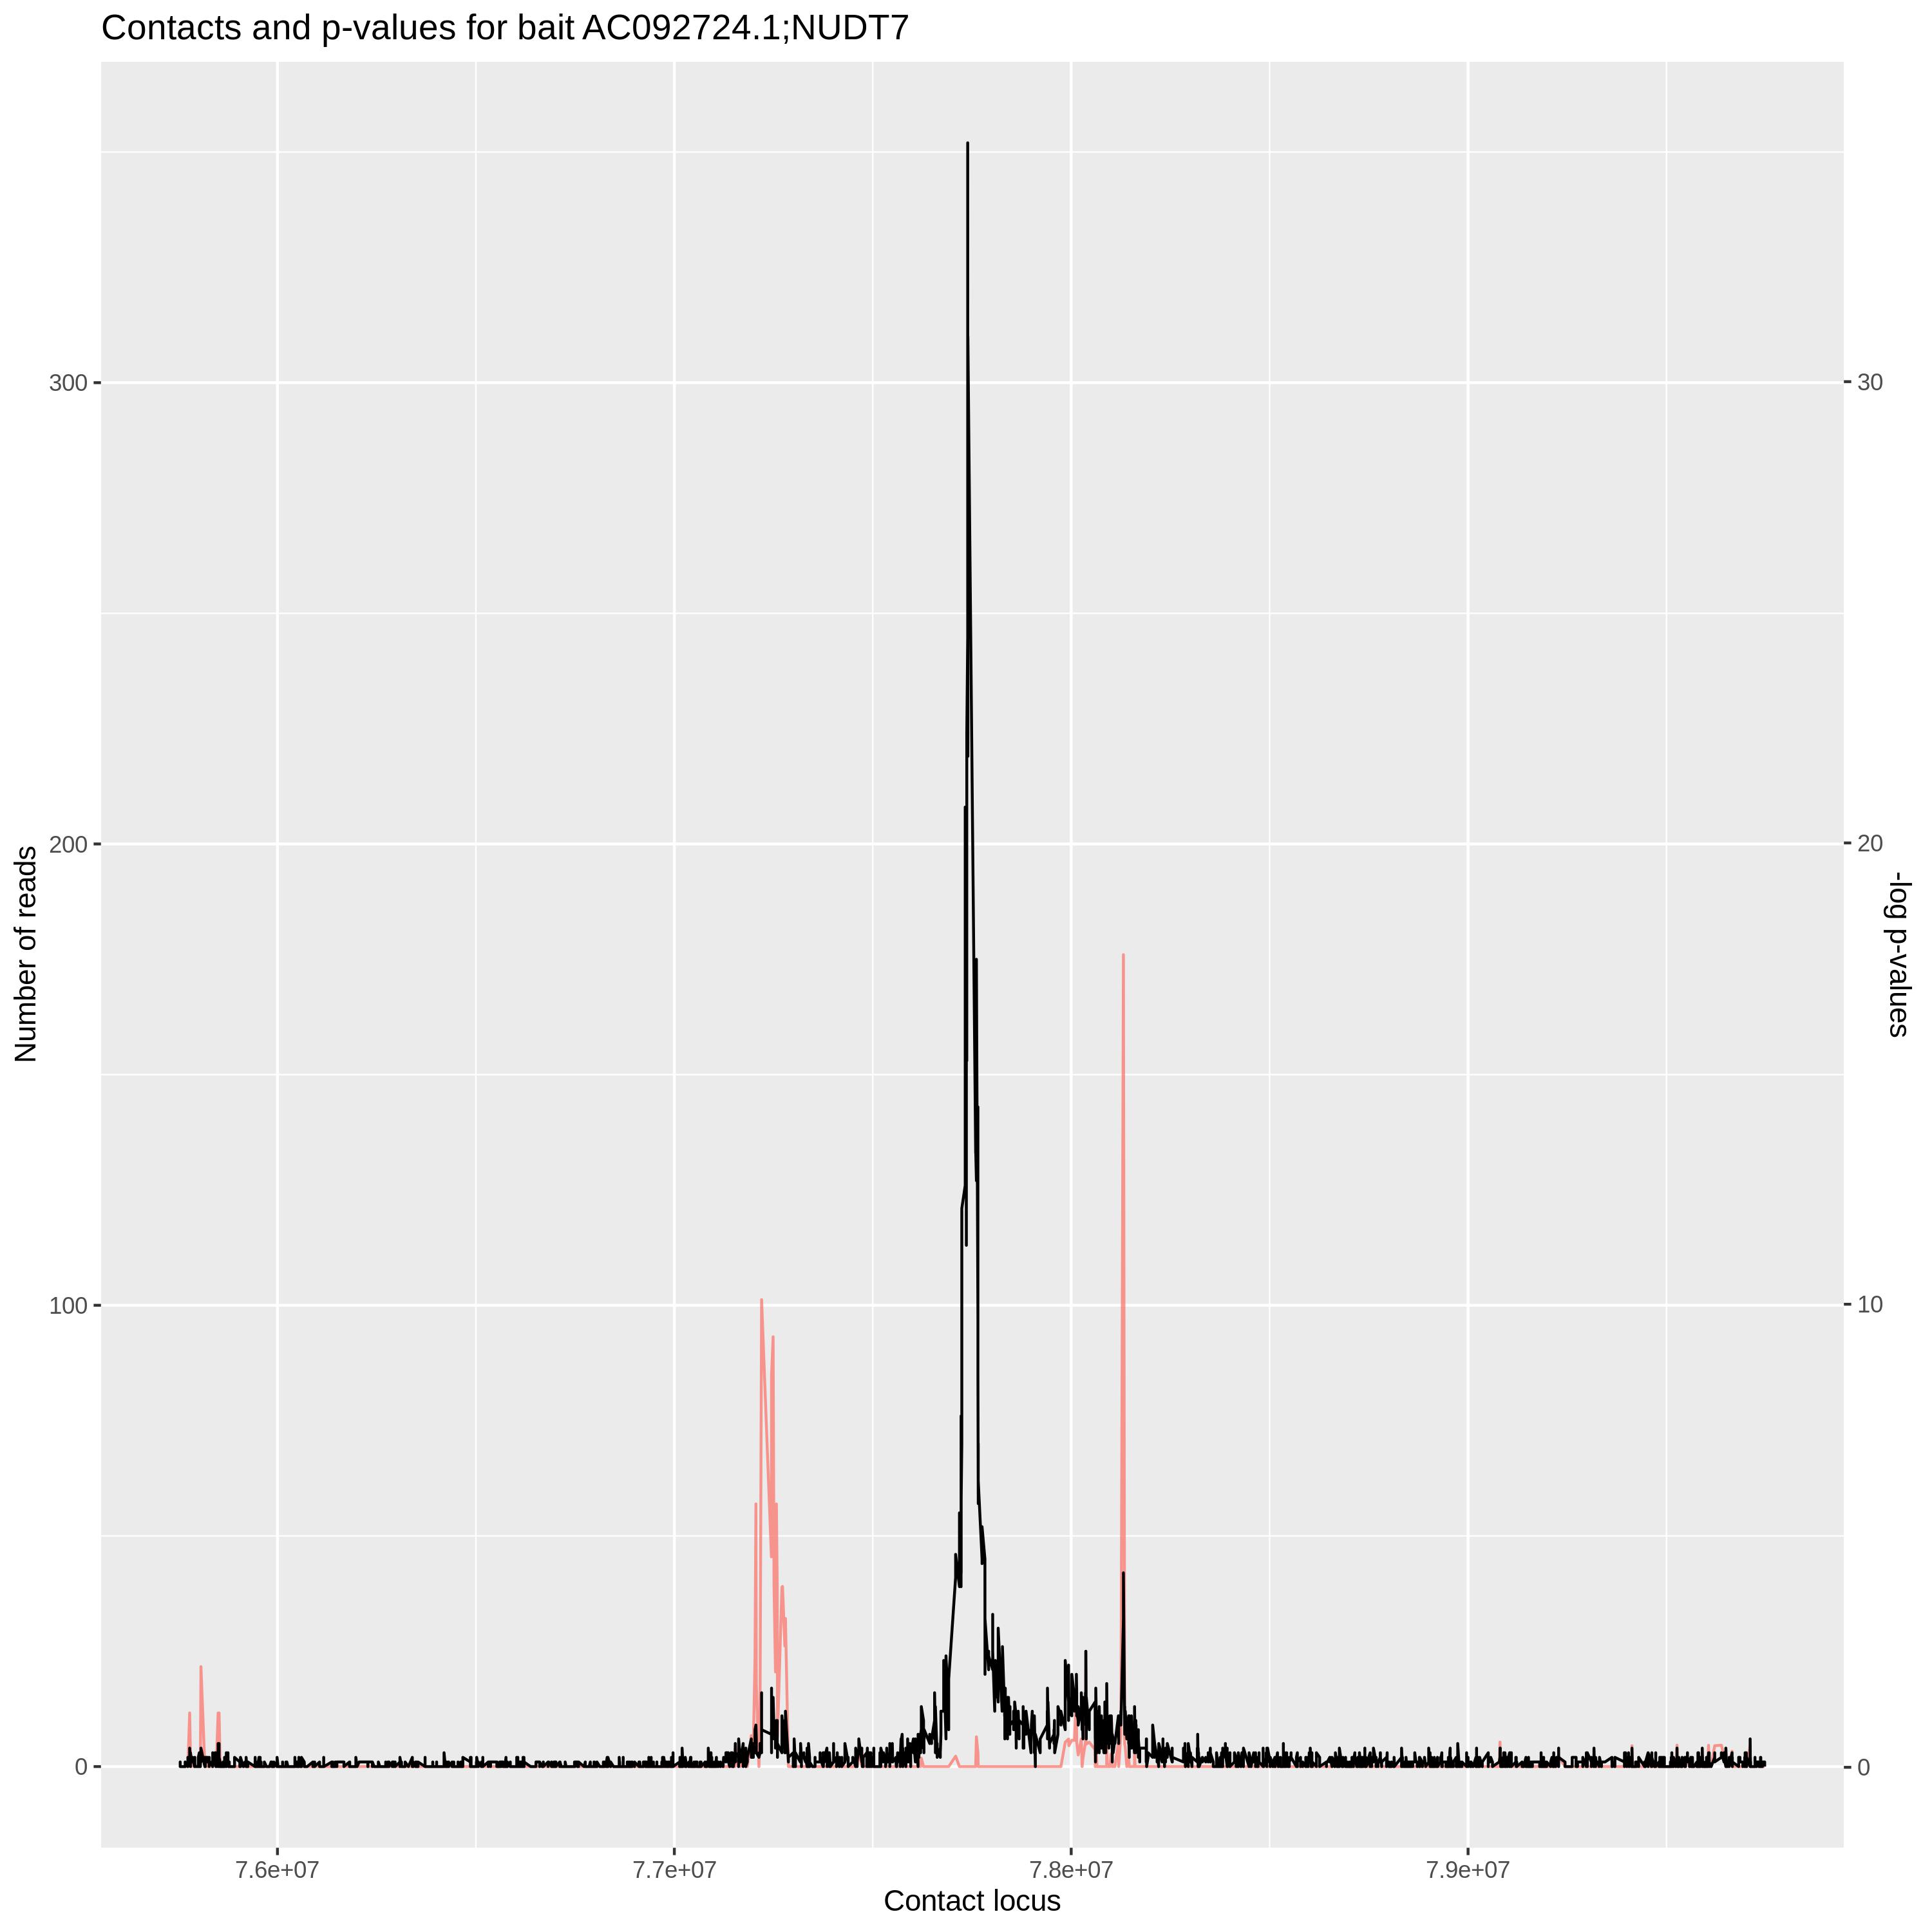 Contacts and p-values for bait AC092724.1;NUDT7
300
200
100
0
Number of reads
30
20
10
0
-log p-values
7.6e+07
7.7e+07
7.8e+07
7.9e+07
Contact locus